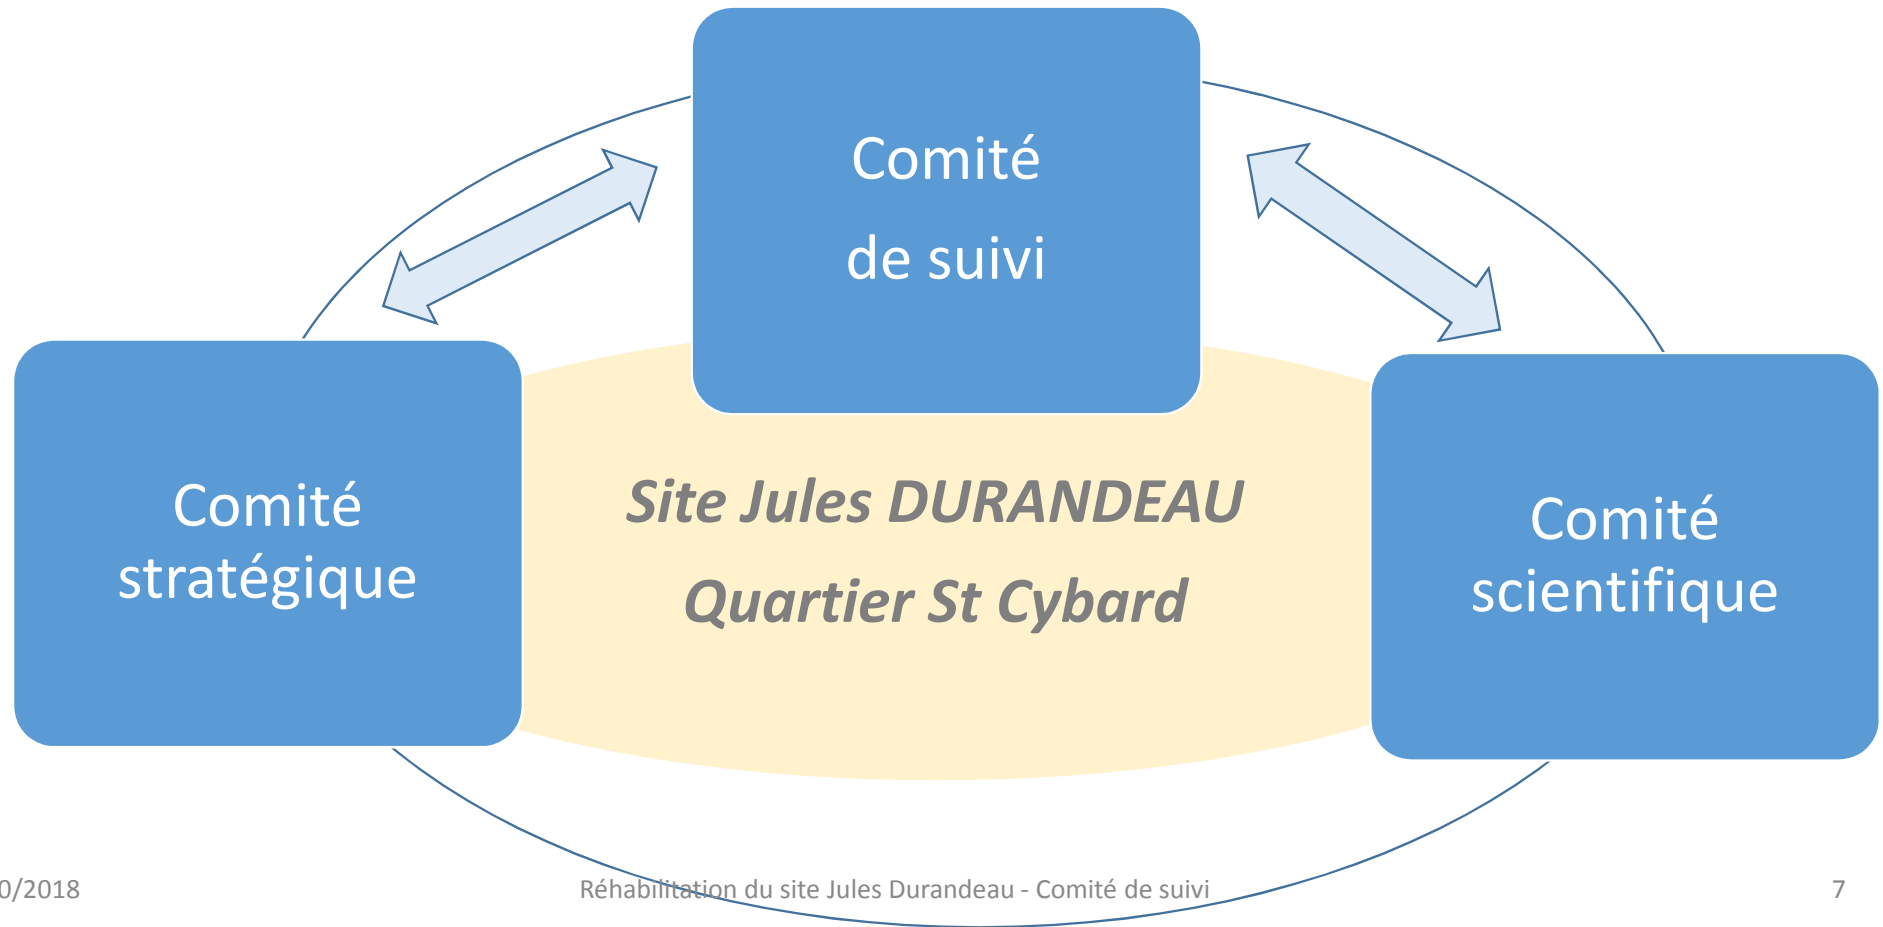 Comité
de suivi
Comité
stratégique
Site Jules DURANDEAU
Quartier St Cybard
Comité
scientifique
0/2018
Réhabilitation du site Jules Durandeau - Comité de suivi
7